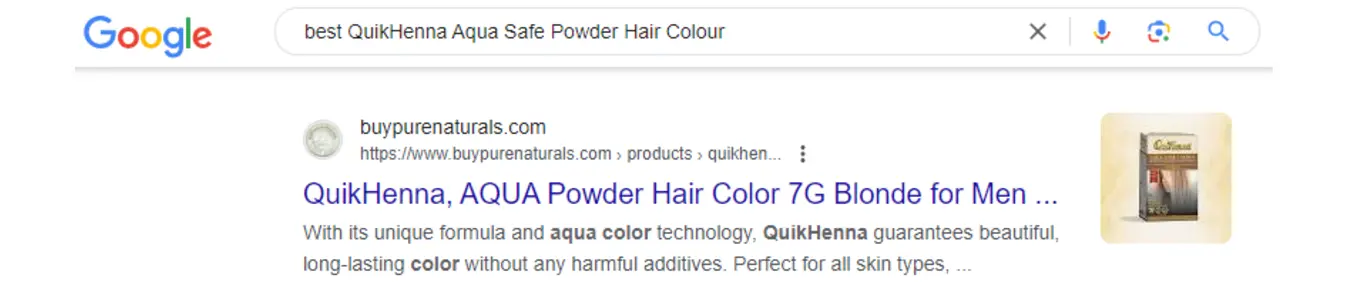 Google
best QuikHenna Aqua Safe Powder Hair Colour
buypurenaturals.com
https://www.buypurenaturals.com › products › quikhen...
QuikHenna, AQUA Powder Hair Color 7G Blonde for Men ...
With its unique formula and aqua color technology, QuikHenna guarantees beautiful,
long-lasting color without any harmful additives. Perfect for all skin types, ...
QuikHenna